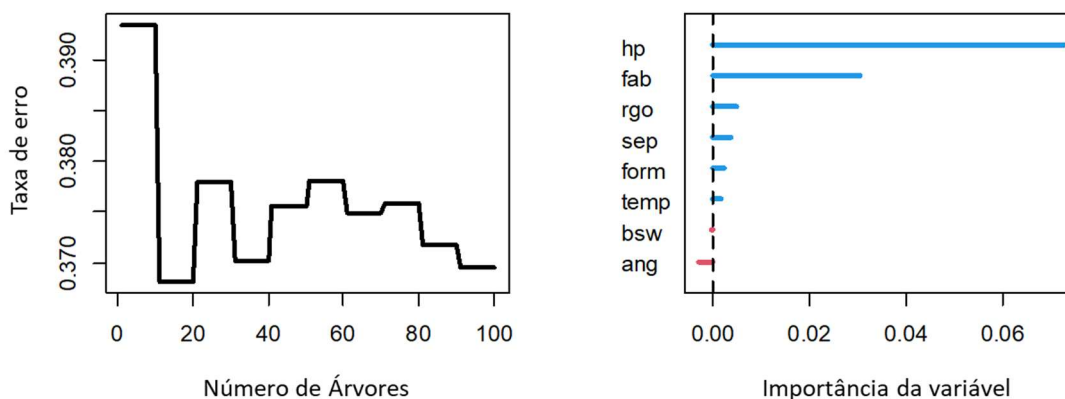 Taxa de erro
0.390
0.380
0.370
0 20 40 60 80 100
Número de Árvores
hp
fab
rgo
sep
form
temp
bsw
ang
0.00 0.02 0.04 0.06
Importância da variável